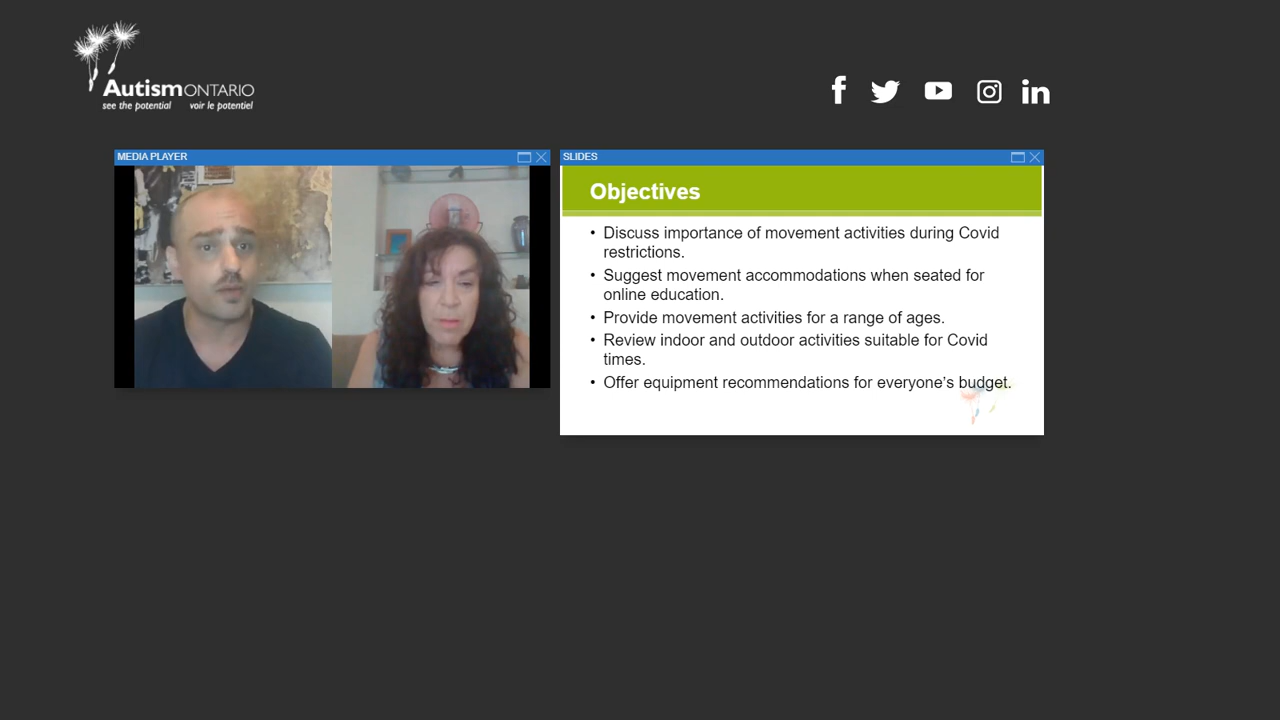 Autism ONTARIO
see the potential voir le potentiel
MEDIA PLAYER
SLIDES
Objectives
• Discuss importance of movement activities during Covid
restrictions.
• Suggest movement accommodations when seated for
online education.
• Provide movement activities for a range of ages.
• Review indoor and outdoor activities suitable for Covid
times.
• Offer equipment recommendations for everyone’s budget.